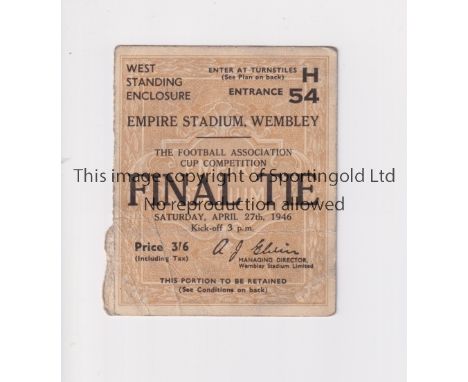 WEST
STANDING
ENCLOSURE
ENTER AT TURNSTILES
(See Plan on back)
H
ENTRANCE
54
EMPIRE STADIUM, WEMBLEY
THE FOOTBALL ASSOCIATION
CUP COMPETITION
This image is copyright of Sportingold Ltd
FINAL TIE
No reproduction allowed
SATURDAY, APRIL 27th, 1946
Kick-off 3 p.m.
Price 3/6
(Including Tax)
A J Elvin
MANAGING DIRECTOR,
Wembley Stadium Limited
THIS PORTION TO BE RETAINED
(See Conditions on back)